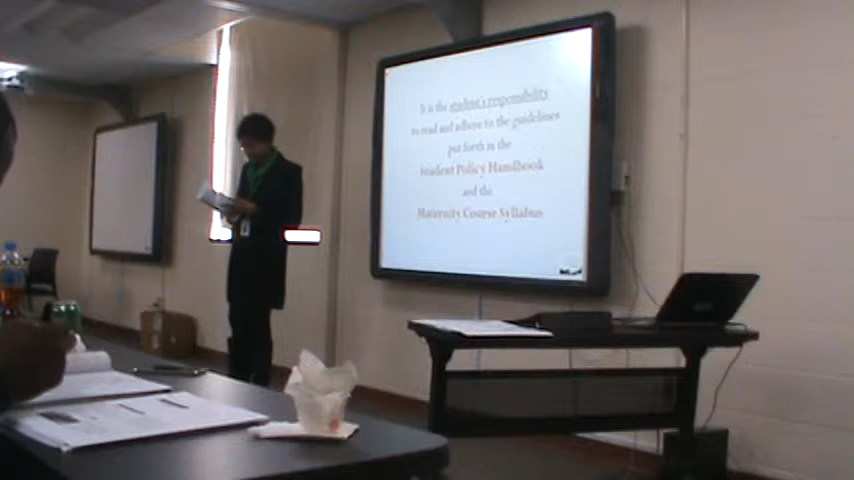 It is the student's responsibility
to read and adhere to the guidelines
put forth in the
Student Policy Handbook
and the
Maternity Course Syllabus.